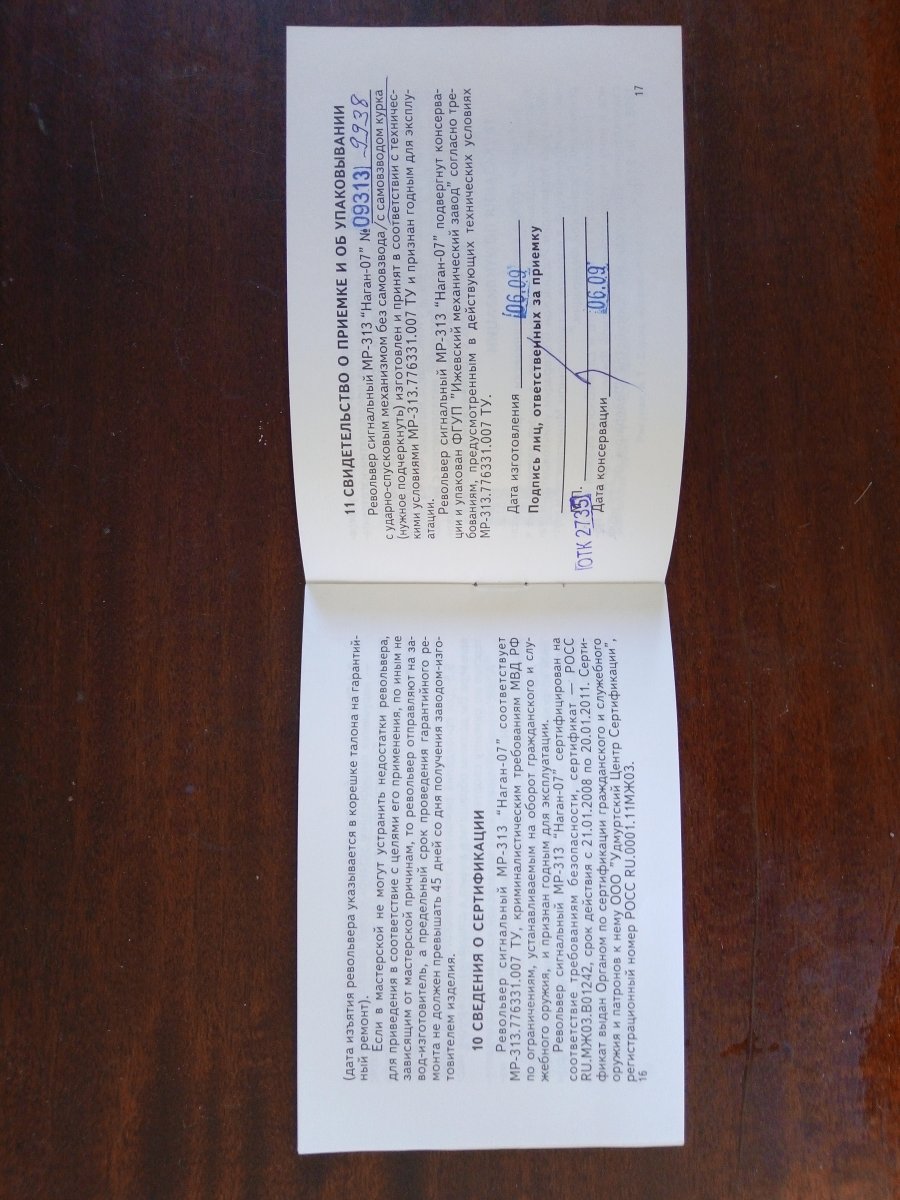 (дата изъятия револьвера указывается в корешке талона на гарантий-
ный ремонт).
Если в мастерской не могут устранить недостатки револьвера,
для приведения в соответствие с целями его применения, по иным не
зависящим от мастерской причинам, то револьвер отправляют на за-
вод-изготовитель, а предельный срок проведения гарантийного ре-
монта не должен превышать 45 дней со дня получения заводом-изго-
товителем изделия.
10 СВЕДЕНИЯ О СЕРТИФИКАЦИИ
Револьвер сигнальный МР-313 "Наган-07" соответствует
МР-313.776331.007 ТУ, криминалистическим требованиям МВД РФ
по ограничениям, устанавливаемым на оборот гражданского и слу-
жебного оружия, и признан годным для эксплуатации.
Револьвер сигнальный МР-313 "Наган-07" сертифицирован на
соответствие требованиям безопасности, сертификат — РОСС
RU.МЖ03.В01242, срок действия с 21.01.2008 по 20.01.2011. Серти-
фикат выдан Органом по сертификации гражданского и служебного
оружия и патронов к нему ООО "Удмуртский Центр Сертификации",
регистрационный номер РОСС RU.0001.11МЖ03.
16
11 СВИДЕТЕЛЬСТВО О ПРИЕМКЕ И ОБ УПАКОВЫВАНИИ
Револьвер сигнальный МР-313 "Наган-07" №09313 -9938
с ударно-спусковым механизмом без самовзвода/с самовзводом курка
(нужное подчеркнуть) изготовлен и принят в соответствии с техничес-
кими условиями МР-313.776331.007 ТУ и признан годным для эксплу-
атации.
Револьвер сигнальный МР-313 "Наган-07" подвергнут консерва-
ции и упакован ФГУП "Ижевский механический завод" согласно тре-
бованиям, предусмотренным в действующих технических условиях
МР-313.776331.007 ТУ.
Дата изготовления 06.09
Подпись лиц, ответственных за приемку
ОТК 2735 п.
Дата консервации 06.09
17